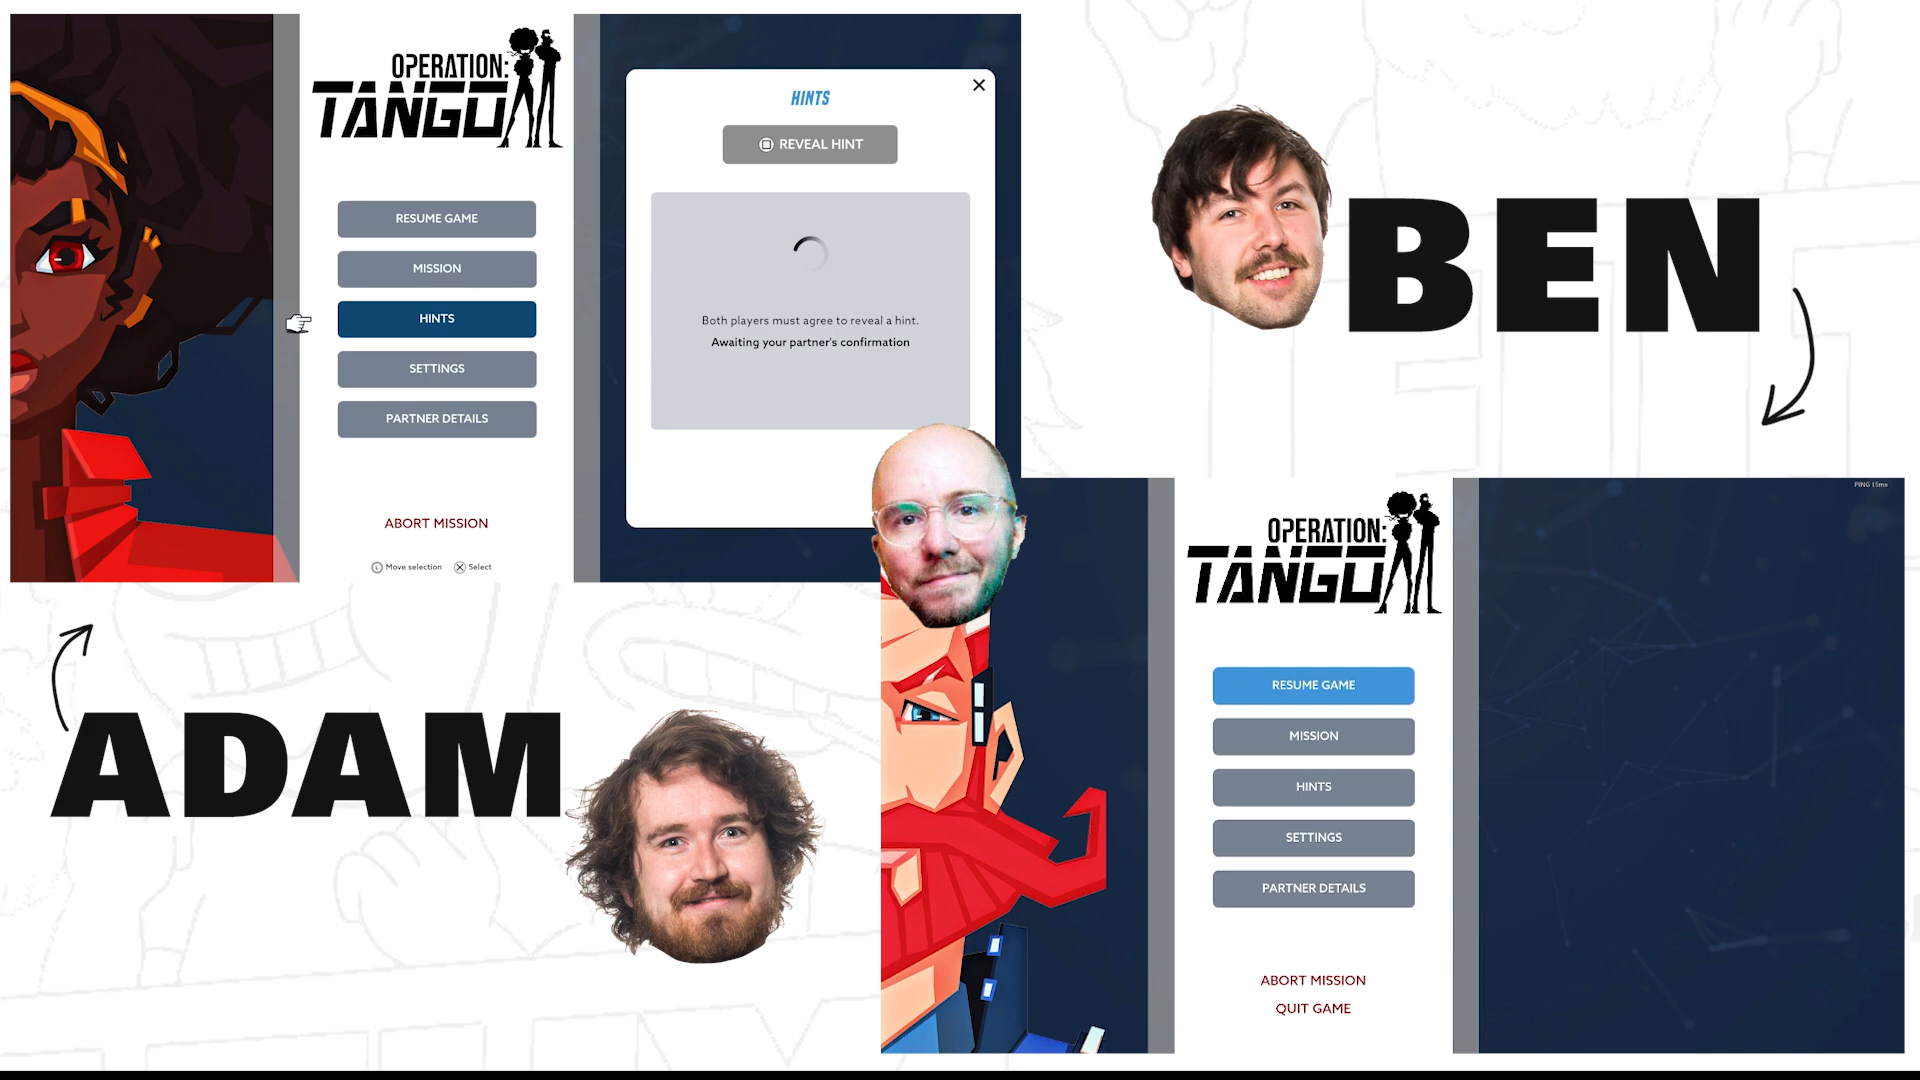 OPERATION:
TANGO
RESUME GAME
MISSION
HINTS
SETTINGS
PARTNER DETAILS
ABORT MISSION
Move selection
Select
HINTS
REVEAL HINT
Both players must agree to reveal a hint.
Awaiting your partner's confirmation
BEN
ADAM
PING 15ms
OPERATION:
TANGO
RESUME GAME
MISSION
HINTS
SETTINGS
PARTNER DETAILS
ABORT MISSION
QUIT GAME